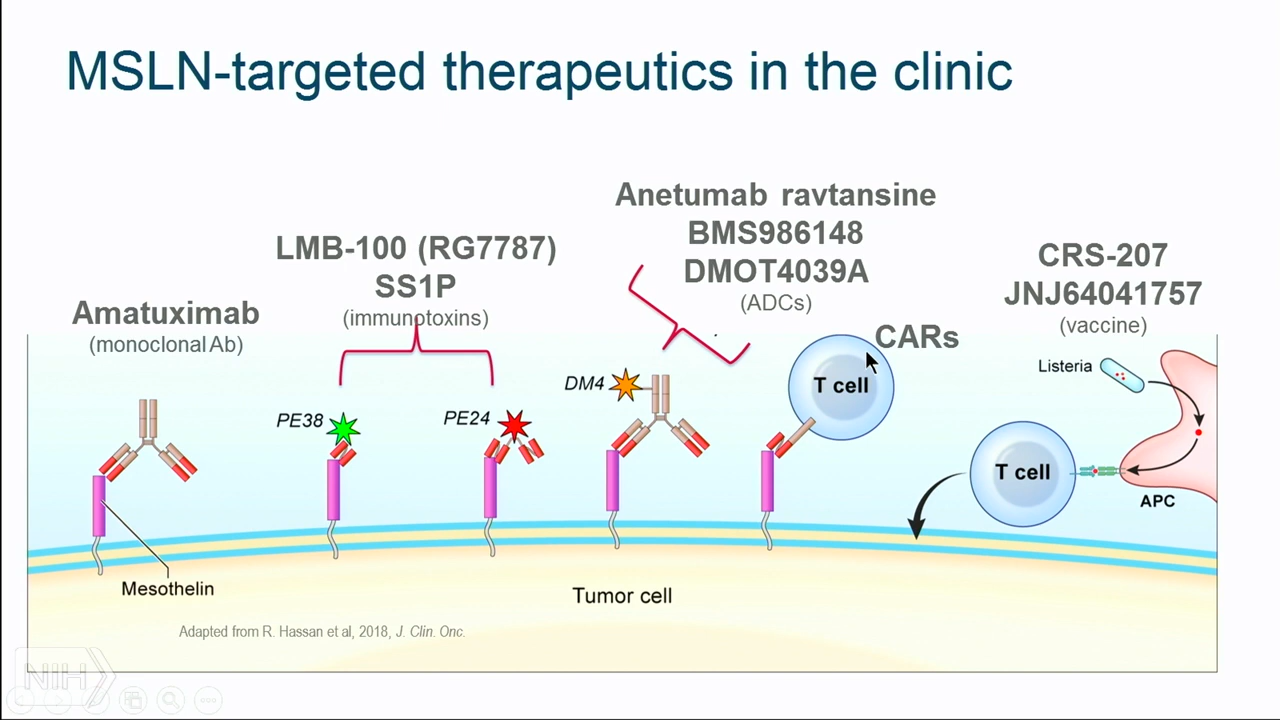 MSLN-targeted therapeutics in the clinic
Anetumab ravtansine
BMS986148
DMOT4039A
(ADCs)
LMB-100 (RG7787)
SS1P
(immunotoxins)
CRS-207
JNJ64041757
(vaccine)
Amatuximab
(monoclonal Ab)
CARs
Listeria
DM4
T cell
PE38
PE24
T cell
APC
Mesothelin
Tumor cell
Adapted from R. Hassan et al, 2018, J. Clin. Onc.
NIH